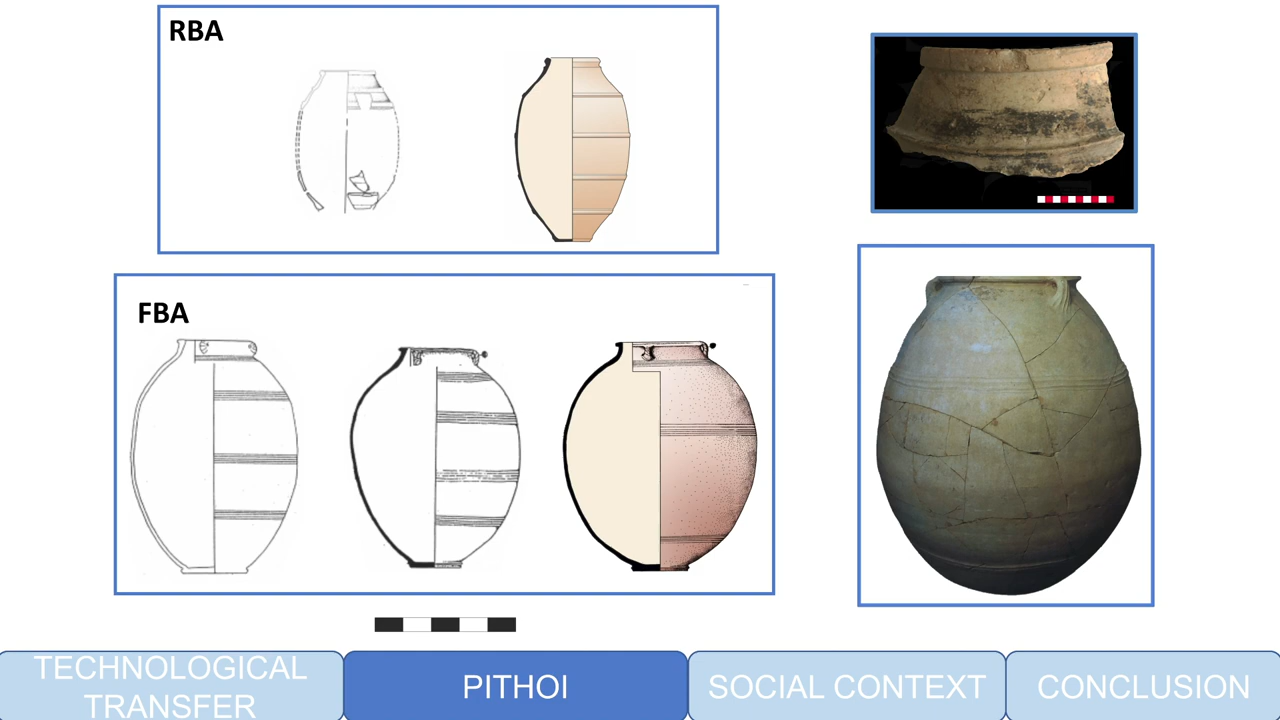 RBA
FBA
TECHNOLOGICAL
TRANSFER
PITHOI
SOCIAL CONTEXT
CONCLUSION